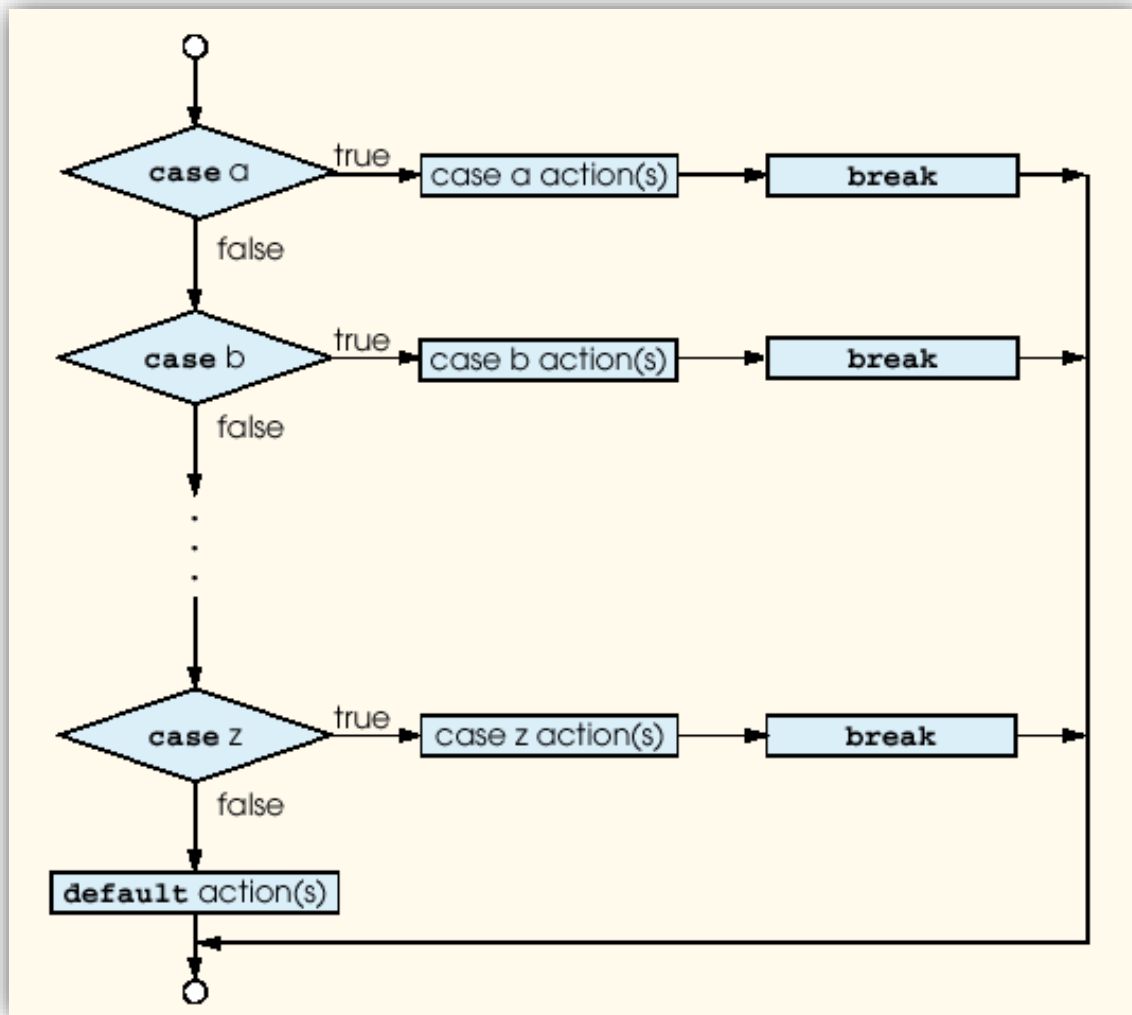 case a
true
case a action(s)
break
false
case b
true
case b action(s)
break
false
.
.
.
case z
true
case z action(s)
break
false
default action(s)